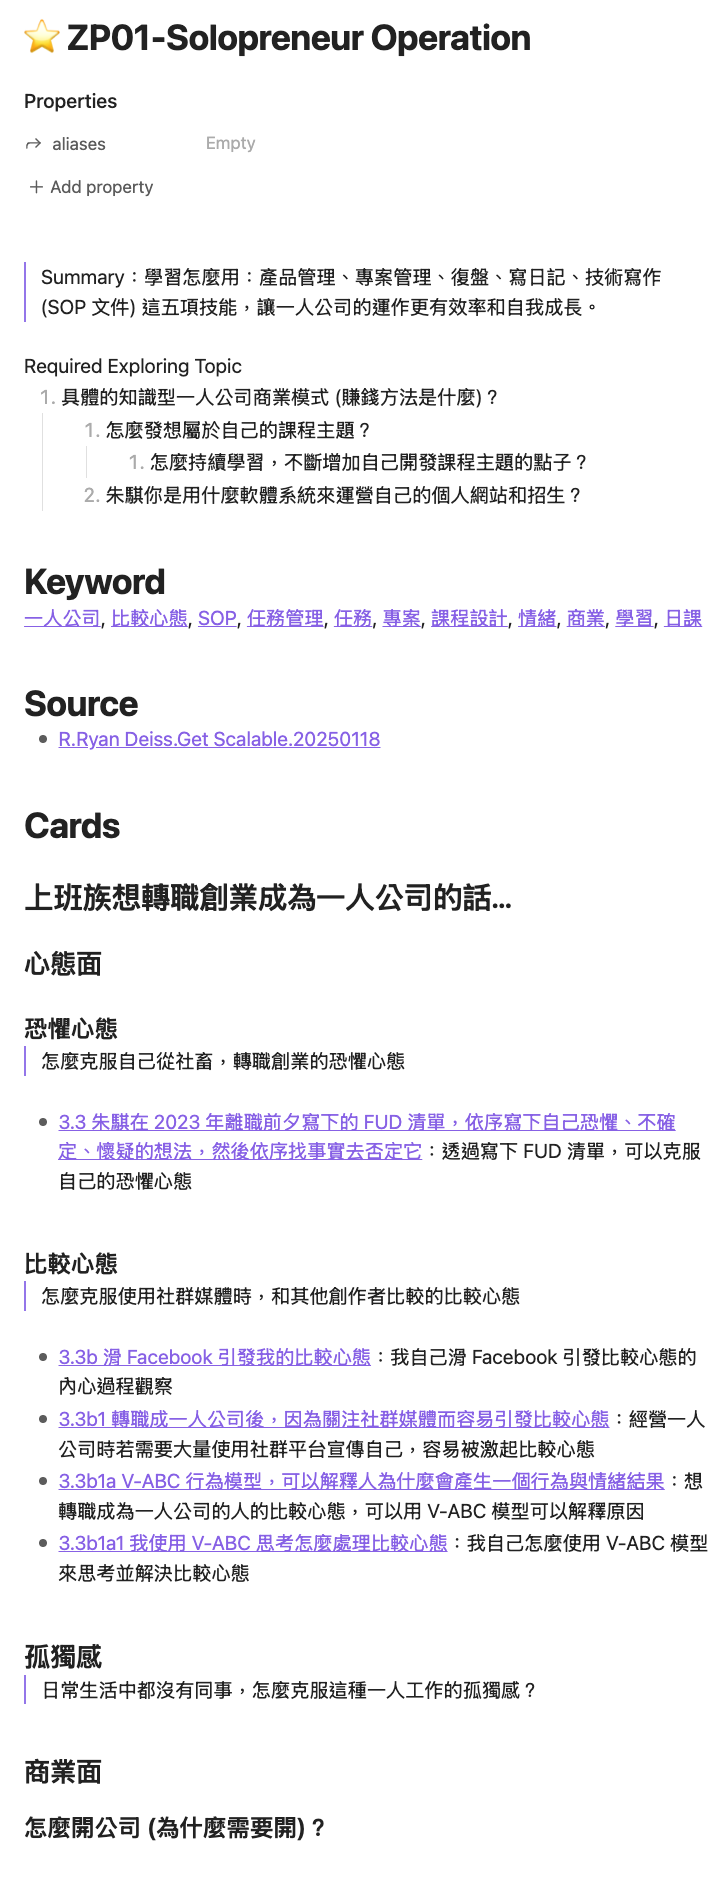 ⭐ ZP01-Solopreneur Operation
Properties
aliases Empty
+ Add property
Summary：學習怎麼用：產品管理、專案管理、復盤、寫日記、技術寫作
(SOP 文件) 這五項技能，讓一人公司的運作更有效率和自我成長。
Required Exploring Topic
1. 具體的知識型一人公司商業模式 (賺錢方法是什麼)？
1. 怎麼發想屬於自己的課程主題？
1. 怎麼持續學習，不斷增加自己開發課程主題的點子？
2. 朱騏你是用什麼軟體系統來運營自己的個人網站和招生？
Keyword
一人公司, 比較心態, SOP, 任務管理, 任務, 專案, 課程設計, 情緒, 商業, 學習, 日課
Source
• R.Ryan Deiss.Get Scalable.20250118
Cards
上班族想轉職創業成為一人公司的話...
心態面
恐懼心態
怎麼克服自己從社畜，轉職創業的恐懼心態
• 3.3 朱騏在 2023 年離職前夕寫下的 FUD 清單，依序寫下自己恐懼、不確
定、懷疑的想法，然後依序找事實去否定它：透過寫下 FUD 清單，可以克服
自己的恐懼心態
比較心態
怎麼克服使用社群媒體時，和其他創作者比較的比較心態
• 3.3b 滑 Facebook 引發我的比較心態：我自己滑 Facebook 引發比較心態的
內心過程觀察
• 3.3b1 轉職成一人公司後，因為關注社群媒體而容易引發比較心態：經營一人
公司時若需要大量使用社群平台宣傳自己，容易被激起比較心態
• 3.3b1a V-ABC 行為模型，可以解釋人為什麼會產生一個行為與情緒結果：想
轉職成為一人公司的人的比較心態，可以用 V-ABC 模型可以解釋原因
• 3.3b1a1 我使用 V-ABC 思考怎麼處理比較心態：我自己怎麼使用 V-ABC 模型
來思考並解決比較心態
孤獨感
日常生活中都沒有同事，怎麼克服這種一人工作的孤獨感？
商業面
怎麼開公司 (為什麼需要開)？